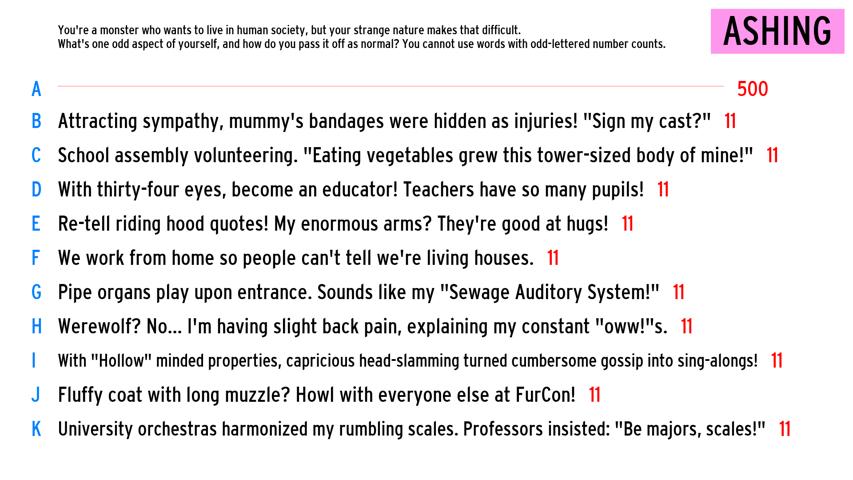 You're a monster who wants to live in human society, but your strange nature makes that difficult.
What's one odd aspect of yourself, and how do you pass it off as normal? You cannot use words with odd-lettered number counts.
ASHING
A 500
B Attracting sympathy, mummy's bandages were hidden as injuries! "Sign my cast?" 11
C School assembly volunteering. "Eating vegetables grew this tower-sized body of mine!" 11
D With thirty-four eyes, become an educator! Teachers have so many pupils! 11
E Re-tell riding hood quotes! My enormous arms? They're good at hugs! 11
F We work from home so people can't tell we're living houses. 11
G Pipe organs play upon entrance. Sounds like my "Sewage Auditory System!" 11
H Werewolf? No... I'm having slight back pain, explaining my constant "oww!"s. 11
I With "Hollow" minded properties, capricious head-slamming turned cumbersome gossip into sing-alongs! 11
J Fluffy coat with long muzzle? Howl with everyone else at FurCon! 11
K University orchestras harmonized my rumbling scales. Professors insisted: "Be majors, scales!" 11